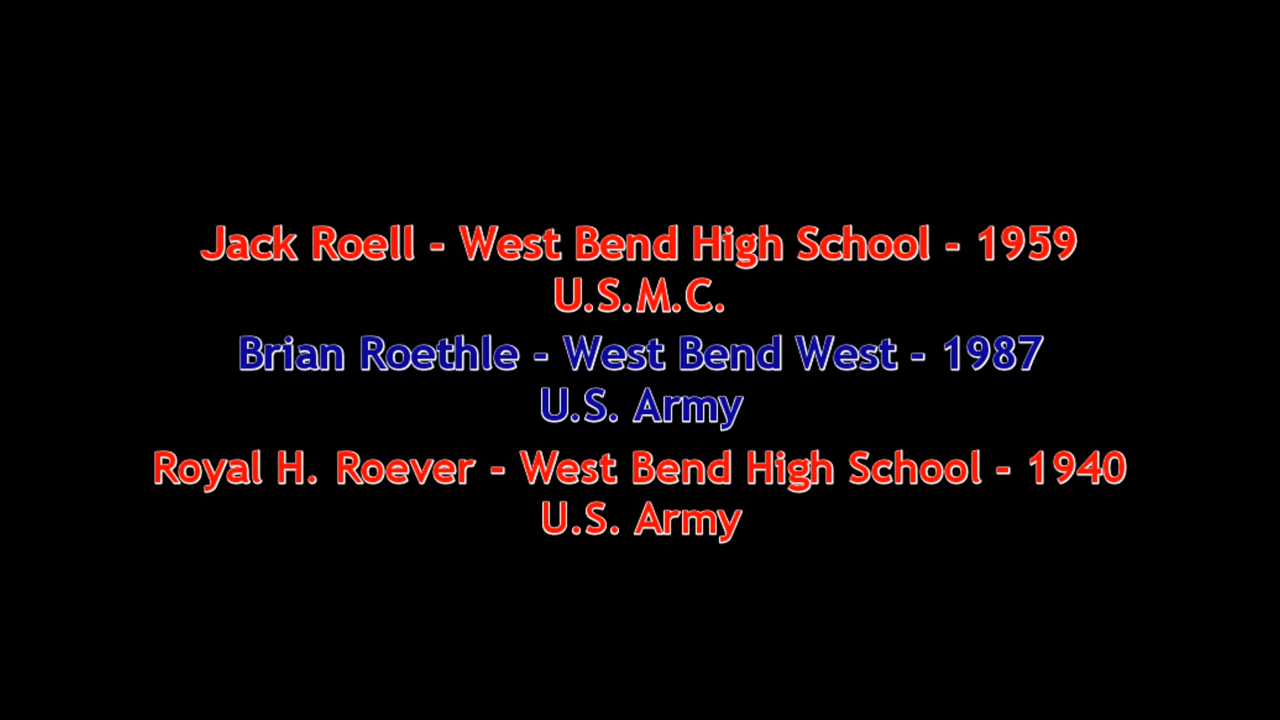 Jack Roell - West Bend High School - 1959
U.S.M.C.
Brian Roethle - West Bend West - 1987
U.S. Army
Royal H. Roever - West Bend High School - 1940
U.S. Army